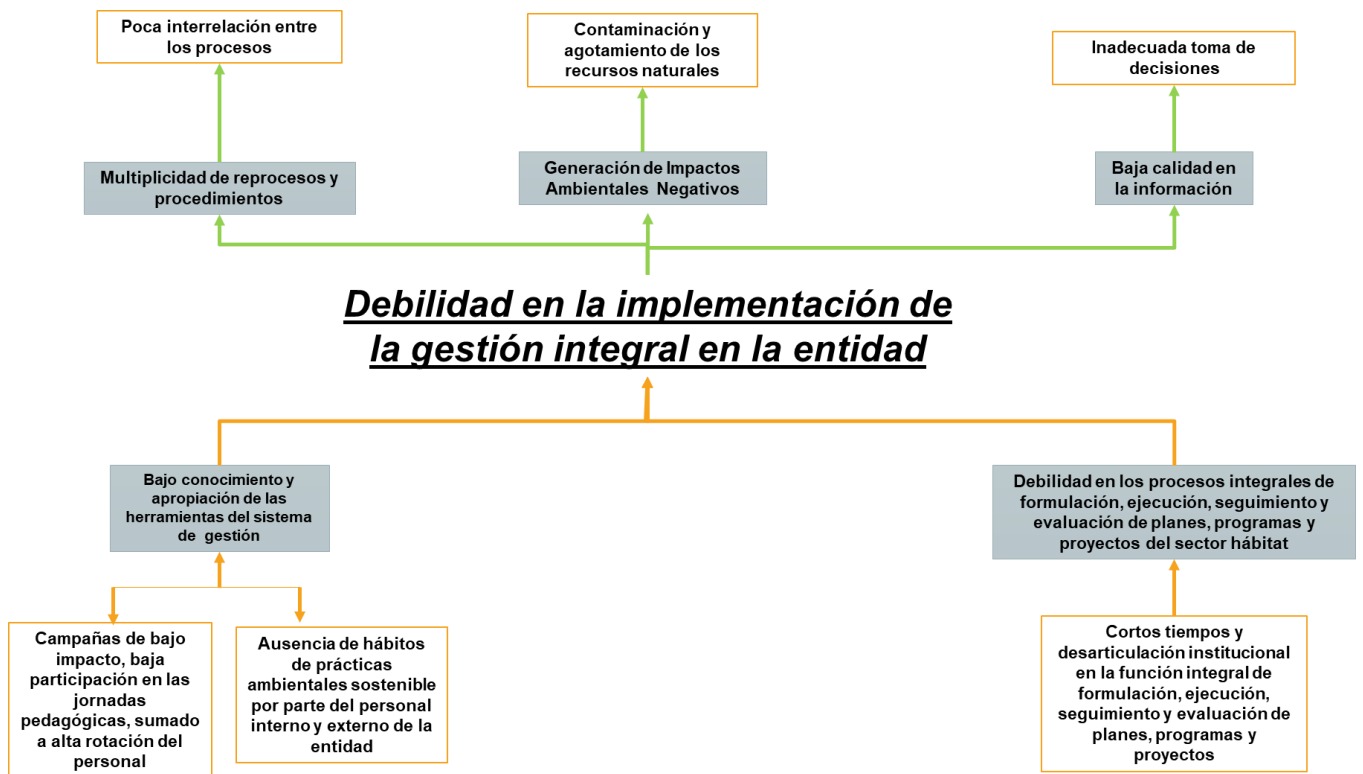 Poca interrelación entre
los procesos
Contaminación y
agotamiento de los
recursos naturales
Inadecuada toma de
decisiones
Multiplicidad de reprocesos y
procedimientos
Generación de Impactos
Ambientales Negativos
Baja calidad en
la información
Debilidad en la implementación de
la gestión integral en la entidad
Bajo conocimiento y
apropiación de las
herramientas del sistema
de gestión
Debilidad en los procesos integrales de
formulación, ejecución, seguimiento y
evaluación de planes, programas y
proyectos del sector hábitat
Campañas de bajo
impacto, baja
participación en las
jornadas
pedagógicas, sumado
a alta rotación del
personal
Ausencia de hábitos
de prácticas
ambientales sostenible
por parte del personal
interno y externo de la
entidad
Cortos tiempos y
desarticulación institucional
en la función integral de
formulación, ejecución,
seguimiento y evaluación de
planes, programas y
proyectos